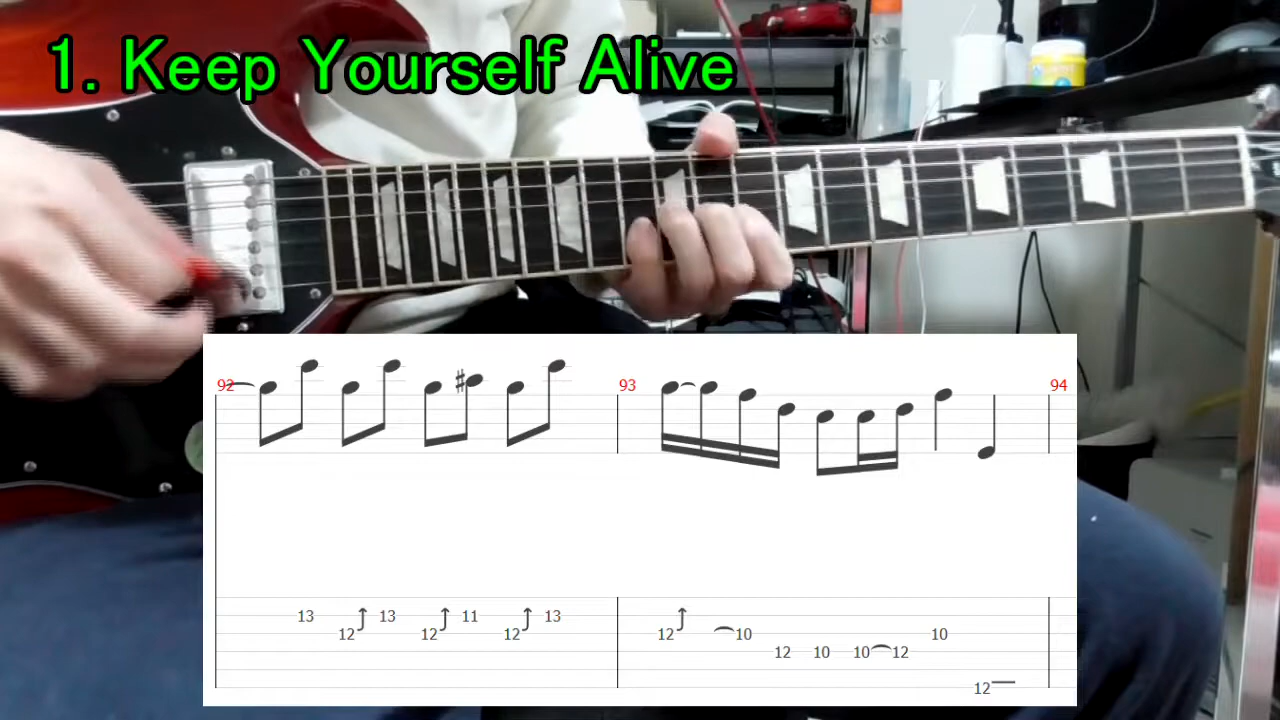 1. Keep Yourself Alive
92 93 94
13 13 11 13
12 12 12 12 10 10
12 10 10 12
12